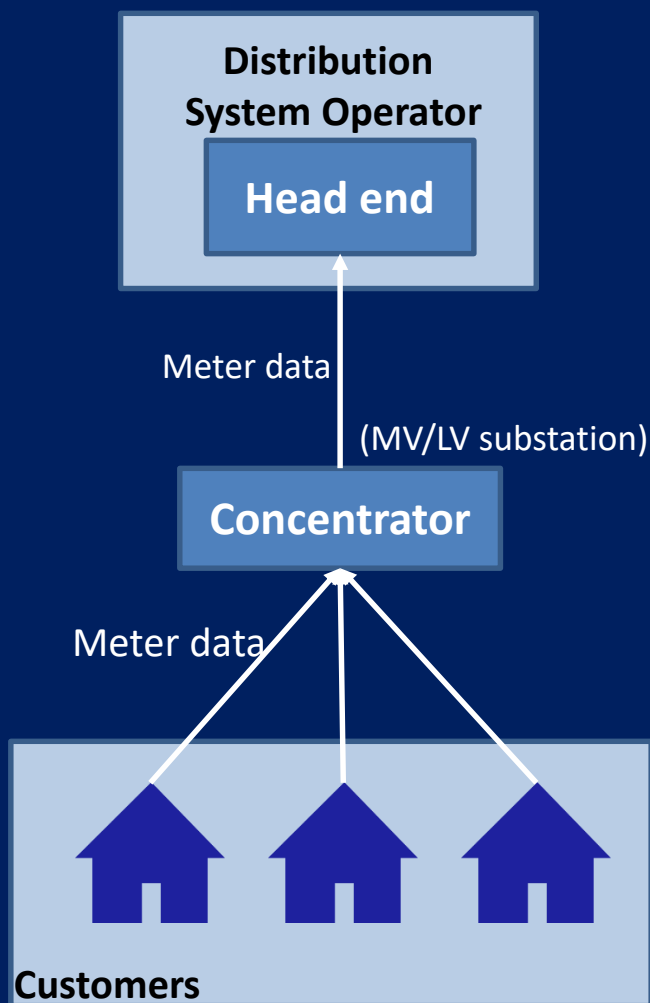 Distribution
System Operator
Head end
Meter data
(MV/LV substation)
Concentrator
Meter data
Customers